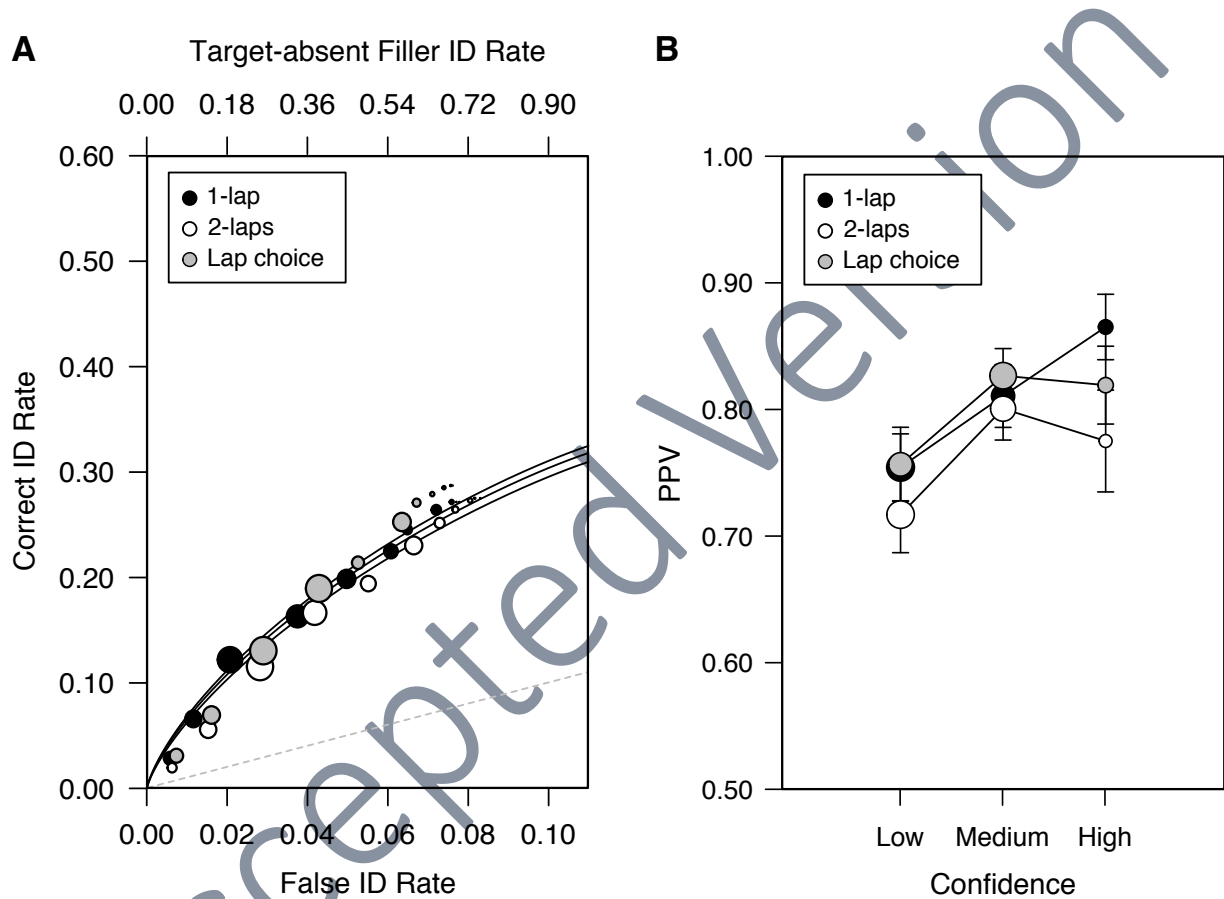 A
Target-absent Filler ID Rate
0.00 0.18 0.36 0.54 0.72 0.90
0.60
0.50
0.40
0.30
0.20
0.10
0.00
Correct ID Rate
1-lap
2-laps
Lap choice
0.00 0.02 0.04 0.06 0.08 0.10
False ID Rate
B
1.00
0.90
0.80
0.70
0.60
0.50
PPV
1-lap
2-laps
Lap choice
Low Medium High
Confidence
cepted Version